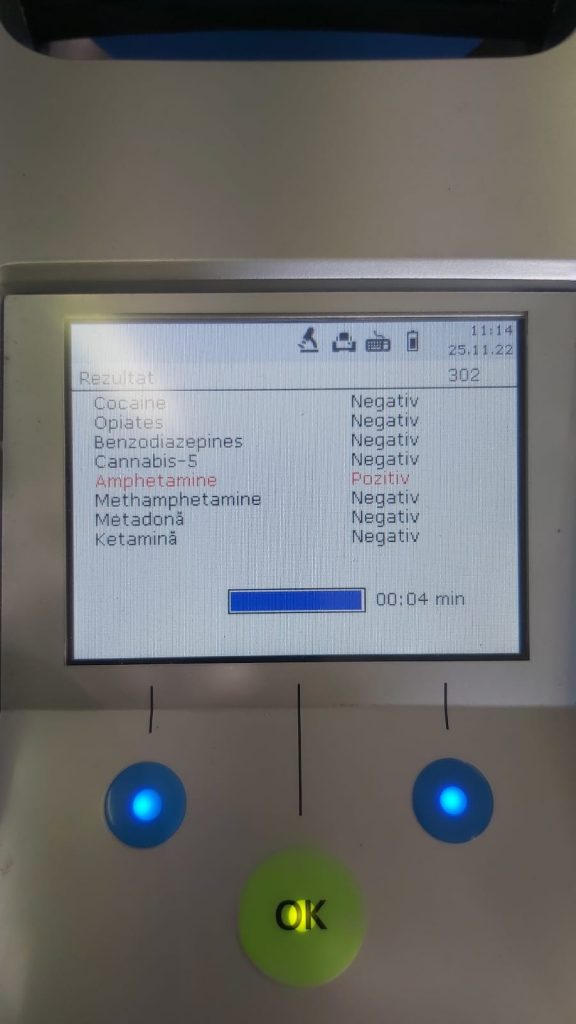 11:14
25.11.22
Rezultat 302
Cocaine Negativ
Opiates Negativ
Benzodiazepines Negativ
Cannabis-5 Negativ
Amphetamine Pozitiv
Methamphetamine Negativ
Metadonă Negativ
Ketamină Negativ
00:04 min
OK